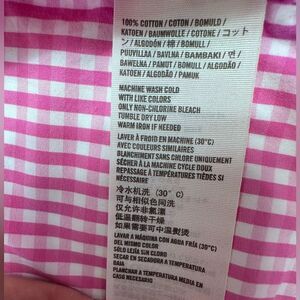 100% COTTON / COTON / BOMULD /
KATOEN / BAUMWOLLE / COTONE / コット
ン / ALGODÓN / 棉 / BOMULL /
PUUVILLAA / BAVLNA / BAMBAKI / 면 /
BAWEŁNA / PAMUT / BOMULL / ALGODÃO /
KATOEN / ALGODÃO / PAMUK
MACHINE WASH COLD
WITH LIKE COLORS
ONLY NON-CHLORINE BLEACH
TUMBLE DRY LOW
WARM IRON IF NEEDED
LAVER À FROID EN MACHINE (30°C)
AVEC COULEURS SIMILAIRES
BLANCHIMENT SANS CHLORE UNIQUEMENT
SÉCHER À LA MACHINE CYCLE DOUX
REPASSAGE À TEMPÉRATURES TIÈDES SI
NÉCESSAIRE
冷水机洗 (30° C)
可与相似色同洗
仅允许非氯漂
低温翻转干燥
如果需要可中温熨烫
LAVAR A MÁQUINA CON AGUA FRÍA (30°C)
DEL MISMO COLOR
SÓLO LEJÍA SIN CLORO
SECAR EN SECADORA A TEMPERATURA
BAJA
PLANCHAR A TEMPERATURA MEDIA EN
CASO NECESARIO